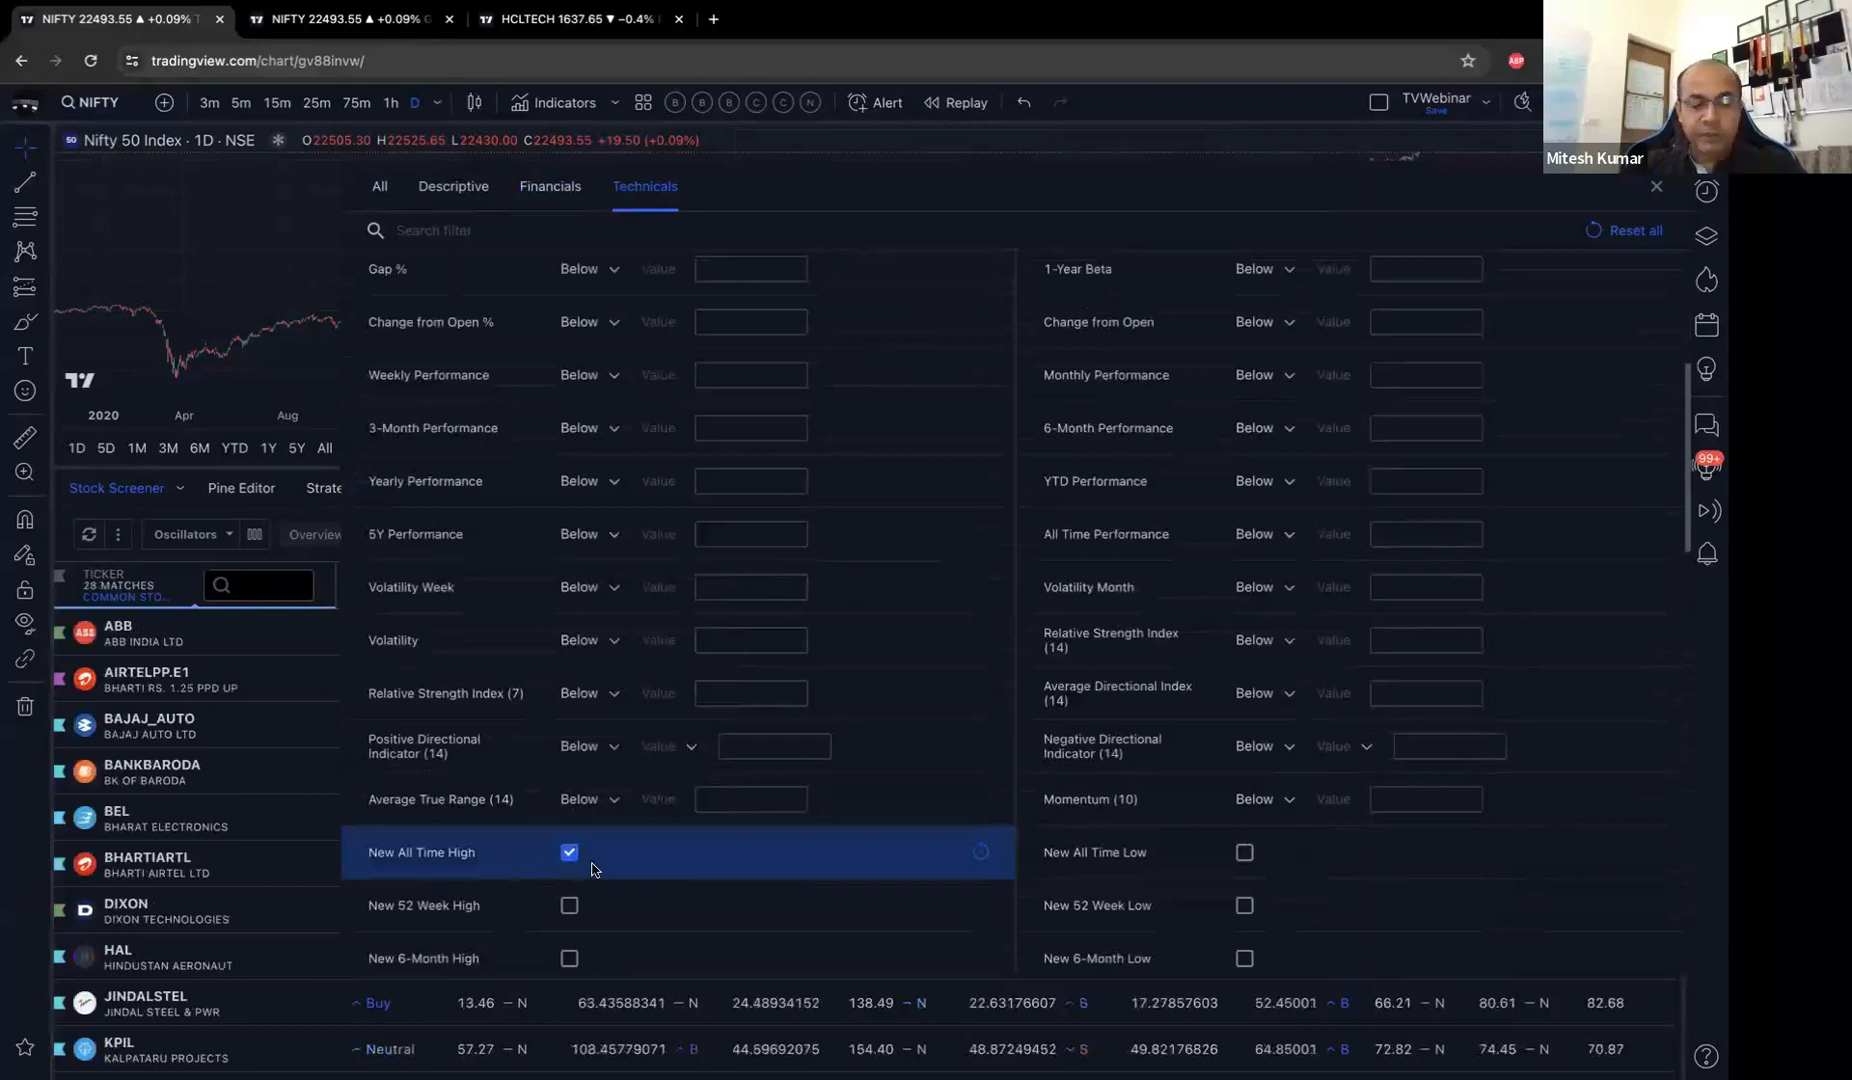 NIFTY 22493.55 ▲ +0.09%
NIFTY 22493.55 ▲ +0.09%
HCLTECH 1637.65 ▼ −0.4%
tradingview.com/chart/gv88invw/
ABP
NIFTY
3m 5m 15m 25m 75m 1h D
Indicators
B B B C C N
Alert
Replay
TVWebinar
Save
Mitesh Kumar
50 Nifty 50 Index · 1D · NSE
O22505.30 H22525.65 L22430.00 C22493.55 +19.50 (+0.09%)
All Descriptive Financials Technicals
Search filter
Reset all
Gap % Below Value
1-Year Beta Below Value
Change from Open % Below Value
Change from Open Below Value
Weekly Performance Below Value
Monthly Performance Below Value
3-Month Performance Below Value
6-Month Performance Below Value
Yearly Performance Below Value
YTD Performance Below Value
5Y Performance Below Value
All Time Performance Below Value
Volatility Week Below Value
Volatility Month Below Value
Volatility Below Value
Relative Strength Index
(14)
Below Value
Relative Strength Index (7) Below Value
Average Directional Index
(14)
Below Value
Positive Directional
Indicator (14)
Below Value
Negative Directional
Indicator (14)
Below Value
Average True Range (14) Below Value
Momentum (10) Below Value
New All Time High
New All Time Low
New 52 Week High
New 52 Week Low
New 6-Month High
New 6-Month Low
2020 Apr Aug
1D 5D 1M 3M 6M YTD 1Y 5Y All
Stock Screener Pine Editor Strate
Oscillators Overview
TICKER
28 MATCHES
COMMON STO...
ABB
ABB INDIA LTD
AIRTELPP.E1
BHARTI RS. 1.25 PPD UP
BAJAJ_AUTO
BAJAJ AUTO LTD
BANKBARODA
BK OF BARODA
BEL
BHARAT ELECTRONICS
BHARTIARTL
BHARTI AIRTEL LTD
DIXON
DIXON TECHNOLOGIES
HAL
HINDUSTAN AERONAUT
JINDALSTEL
JINDAL STEEL & PWR
Buy 13.46 — N 63.43588341 — N 24.48934152 138.49 — N 22.63176607 S 17.27857603 52.45001 B 66.21 — N 80.61 — N 82.68
KPIL
KALPATARU PROJECTS
Neutral 57.27 — N 108.45779071 B 44.59692075 154.40 — N 48.87249452 S 49.82176826 64.85001 B 72.82 — N 74.45 — N 70.87
99+